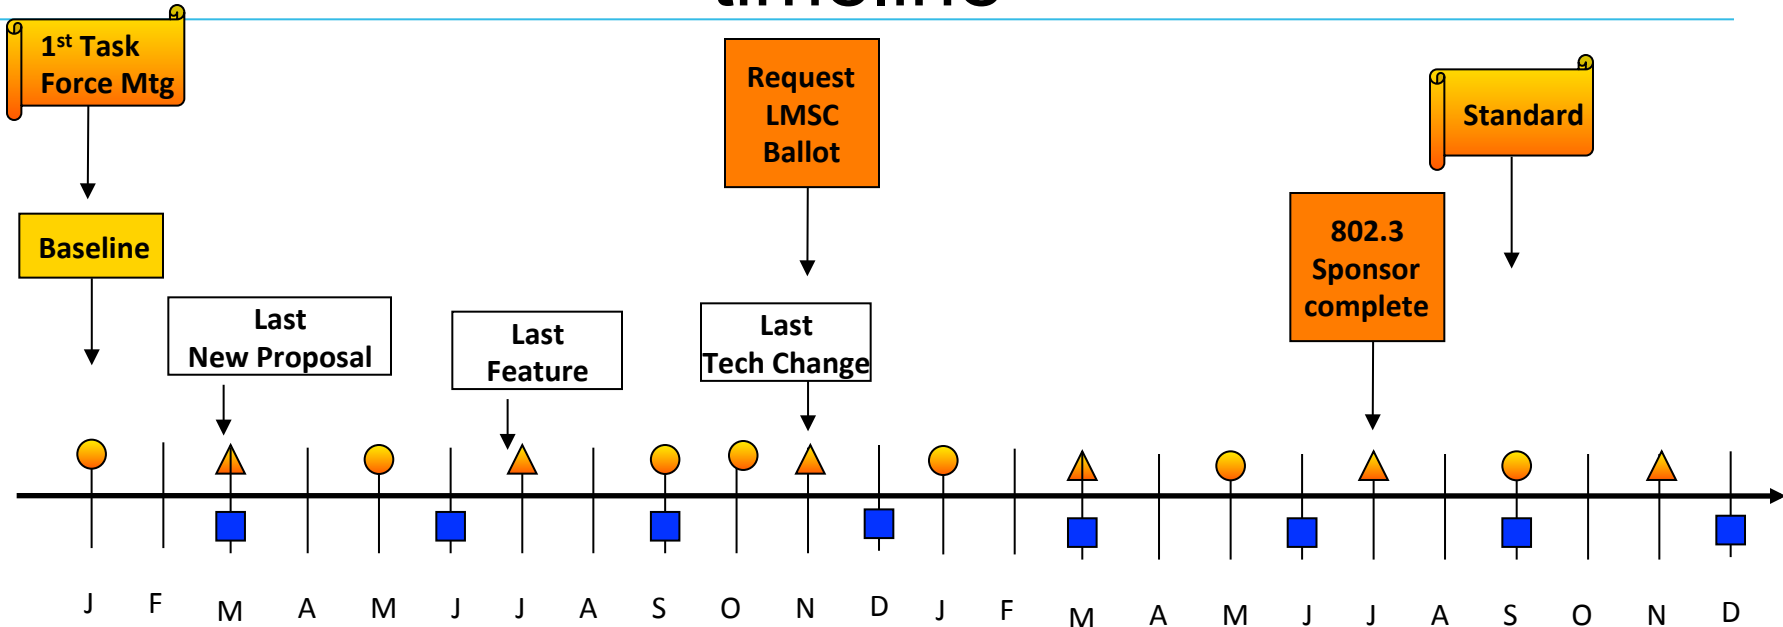 timeline
1st Task
Force Mtg
Request
LMSC
Ballot
Standard
Baseline
802.3
Sponsor
complete
Last
New Proposal
Last
Feature
Last
Tech Change
J F M A M J J A S O N D J F M A M J J A S O N D